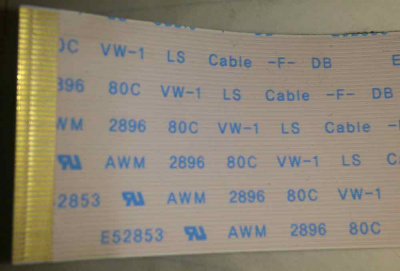 0C VW-1 LS Cable -F- DB E
896 80C VW-1 LS Cable -F- DB
WM 2896 80C VW-1 LS Cable -
AWM 2896 80C VW-1 LS C
2853 AWM 2896 80C VW-1
E52853 AWM 2896 80C